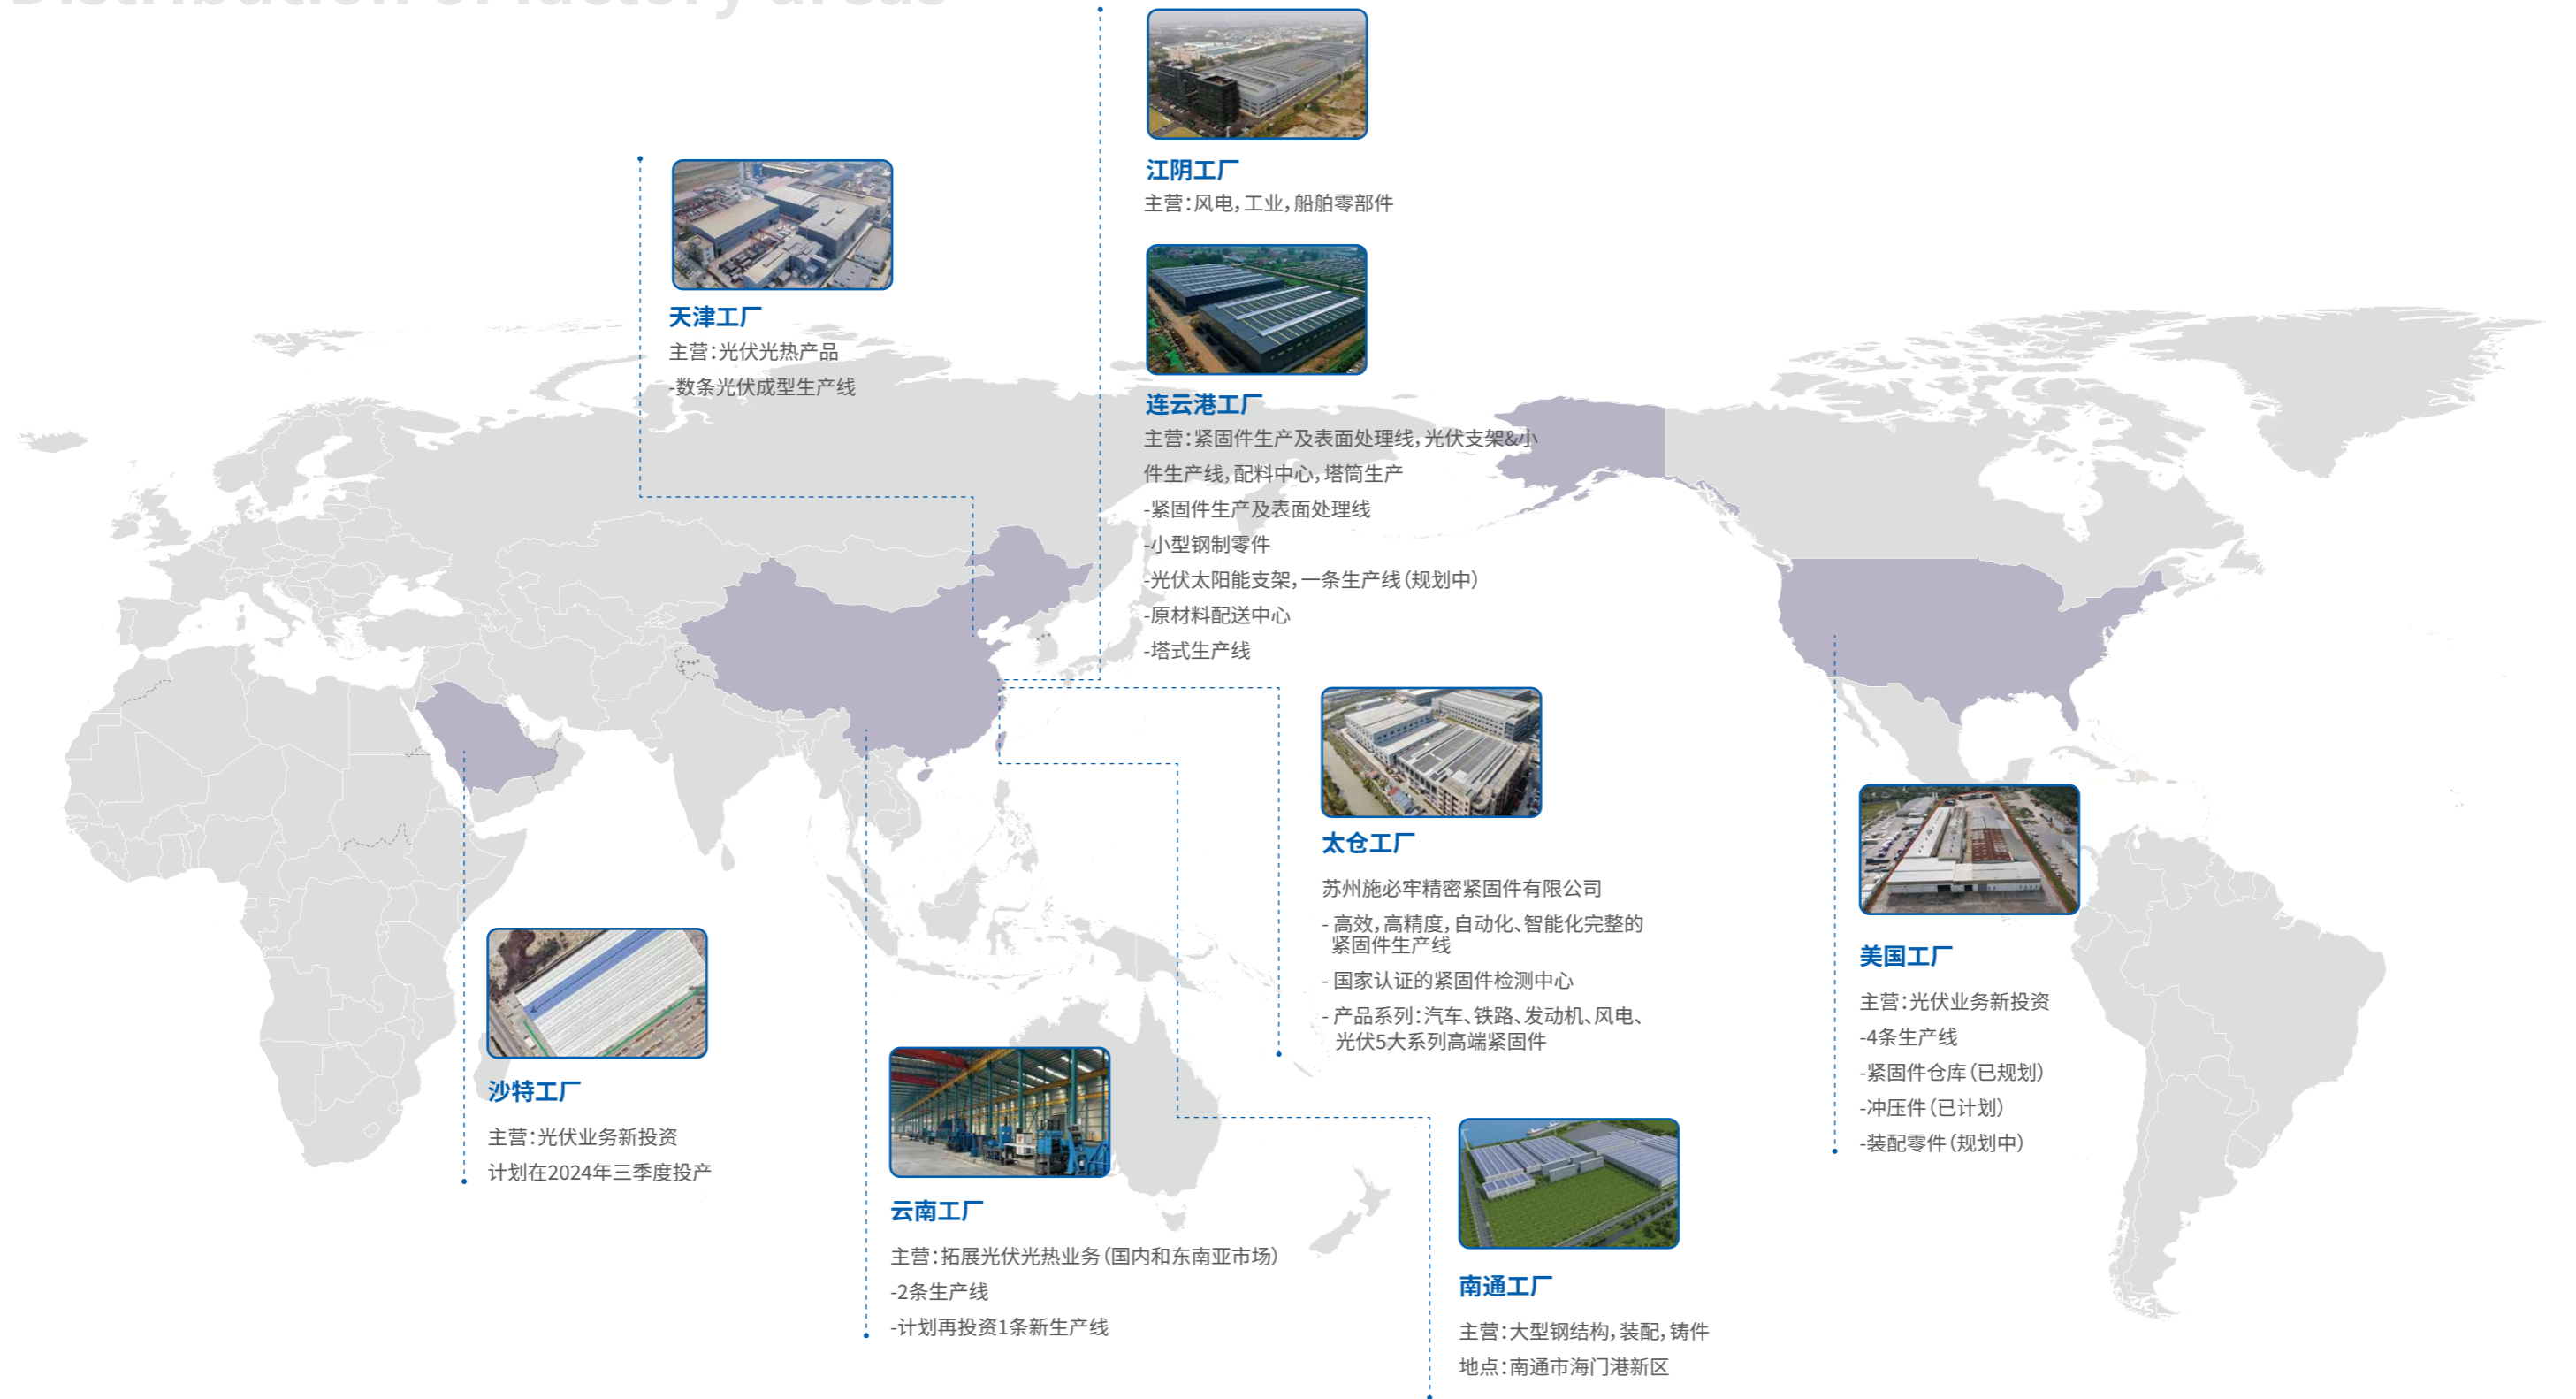 Distribution of factory areas
江阴工厂
主营：风电，工业，船舶零部件
天津工厂
主营：光伏光热产品
-数条光伏成型生产线
连云港工厂
主营：紧固件生产及表面处理线，光伏支架&小
件生产线，配料中心，塔筒生产
-紧固件生产及表面处理线
-小型钢制零件
-光伏太阳能支架，一条生产线（规划中）
-原材料配送中心
-塔式生产线
太仓工厂
苏州施必牢精密紧固件有限公司
- 高效，高精度，自动化、智能化完整的
紧固件生产线
- 国家认证的紧固件检测中心
- 产品系列：汽车、铁路、发动机、风电、
光伏5大系列高端紧固件
美国工厂
主营：光伏业务新投资
-4条生产线
-紧固件仓库（已规划）
-冲压件（已计划）
-装配零件（规划中）
沙特工厂
主营：光伏业务新投资
计划在2024年三季度投产
云南工厂
主营：拓展光伏光热业务（国内和东南亚市场）
-2条生产线
-计划再投资1条新生产线
南通工厂
主营：大型钢结构，装配，铸件
地点：南通市海门港新区